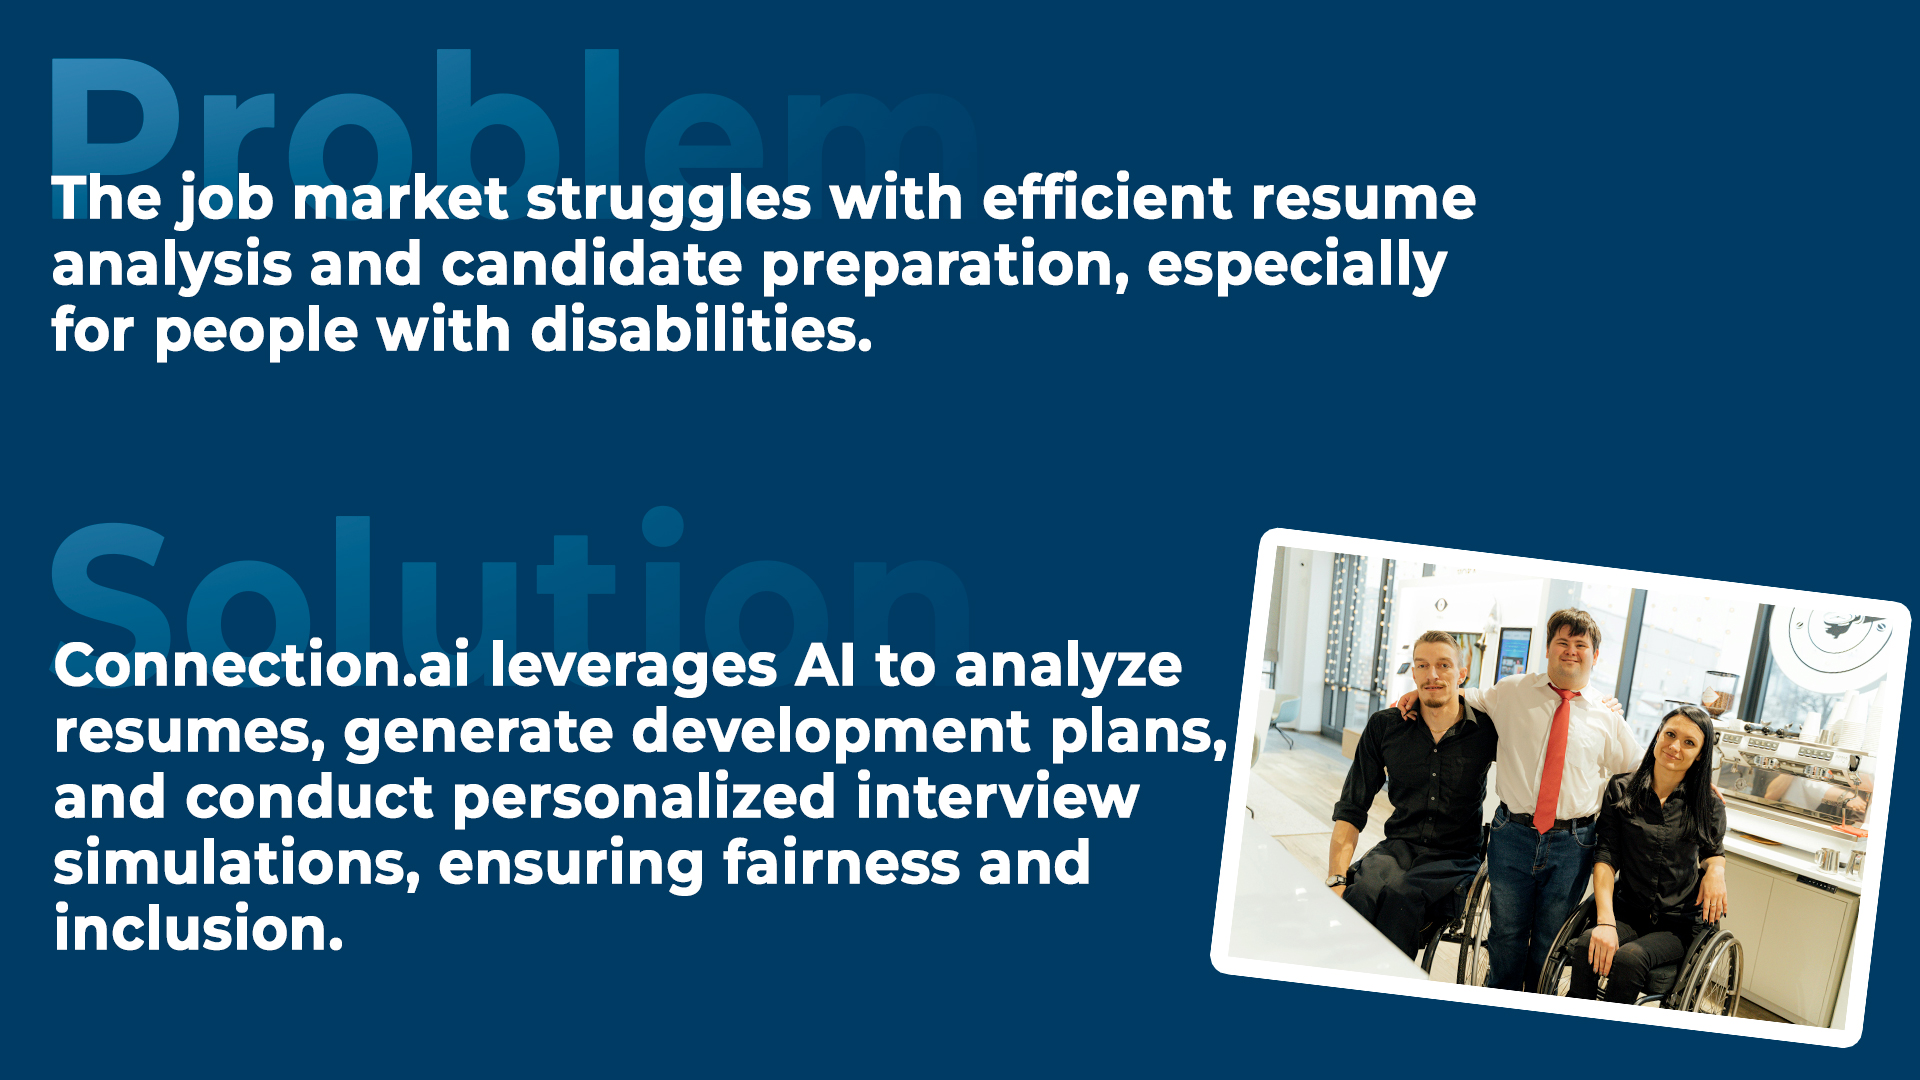 Problem
The job market struggles with efficient resume
analysis and candidate preparation, especially
for people with disabilities.
Solution
Connection.ai leverages AI to analyze
resumes, generate development plans,
and conduct personalized interview
simulations, ensuring fairness and
inclusion.